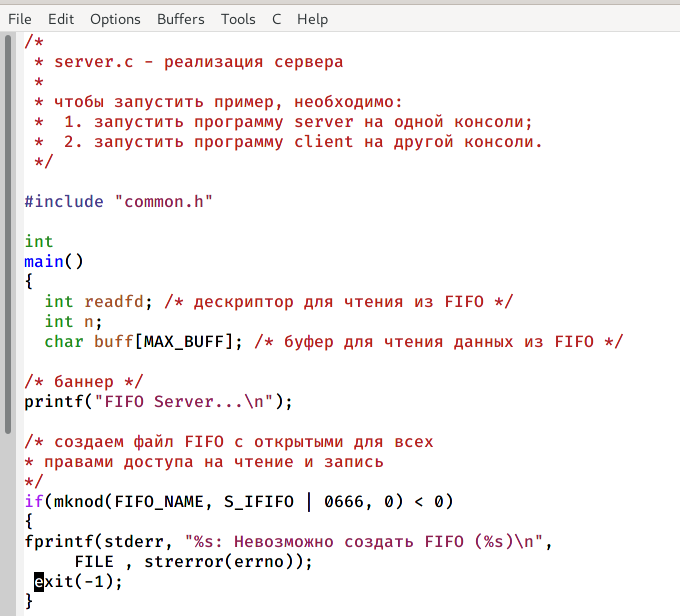 File Edit Options Buffers Tools C Help
/*
 * server.c - реализация сервера
 *
 * чтобы запустить пример, необходимо:
 *  1. запустить программу server на одной консоли;
 *  2. запустить программу client на другой консоли.
 */
#include "common.h"
int
main()
{
  int readfd; /* дескриптор для чтения из FIFO */
  int n;
  char buff[MAX_BUFF]; /* буфер для чтения данных из FIFO */
/* баннер */
printf("FIFO Server...\n");
/* создаем файл FIFO с открытыми для всех
* правами доступа на чтение и запись
*/
if(mknod(FIFO_NAME, S_IFIFO | 0666, 0) < 0)
{
fprintf(stderr, "%s: Невозможно создать FIFO (%s)\n",
     FILE , strerror(errno));
 exit(-1);
}